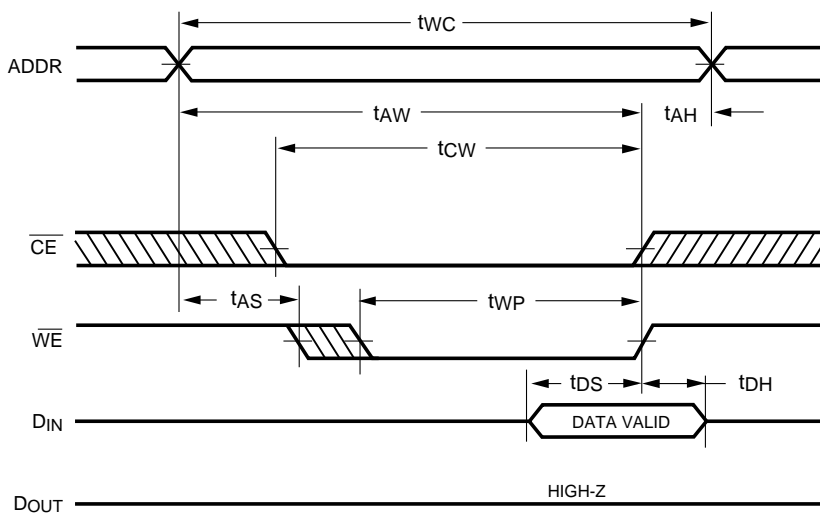 tWC
ADDR
tAW
tAH
tCW
CE
tAS
tWP
WE
tDS
tDH
DIN
DATA VALID
HIGH-Z
DOUT